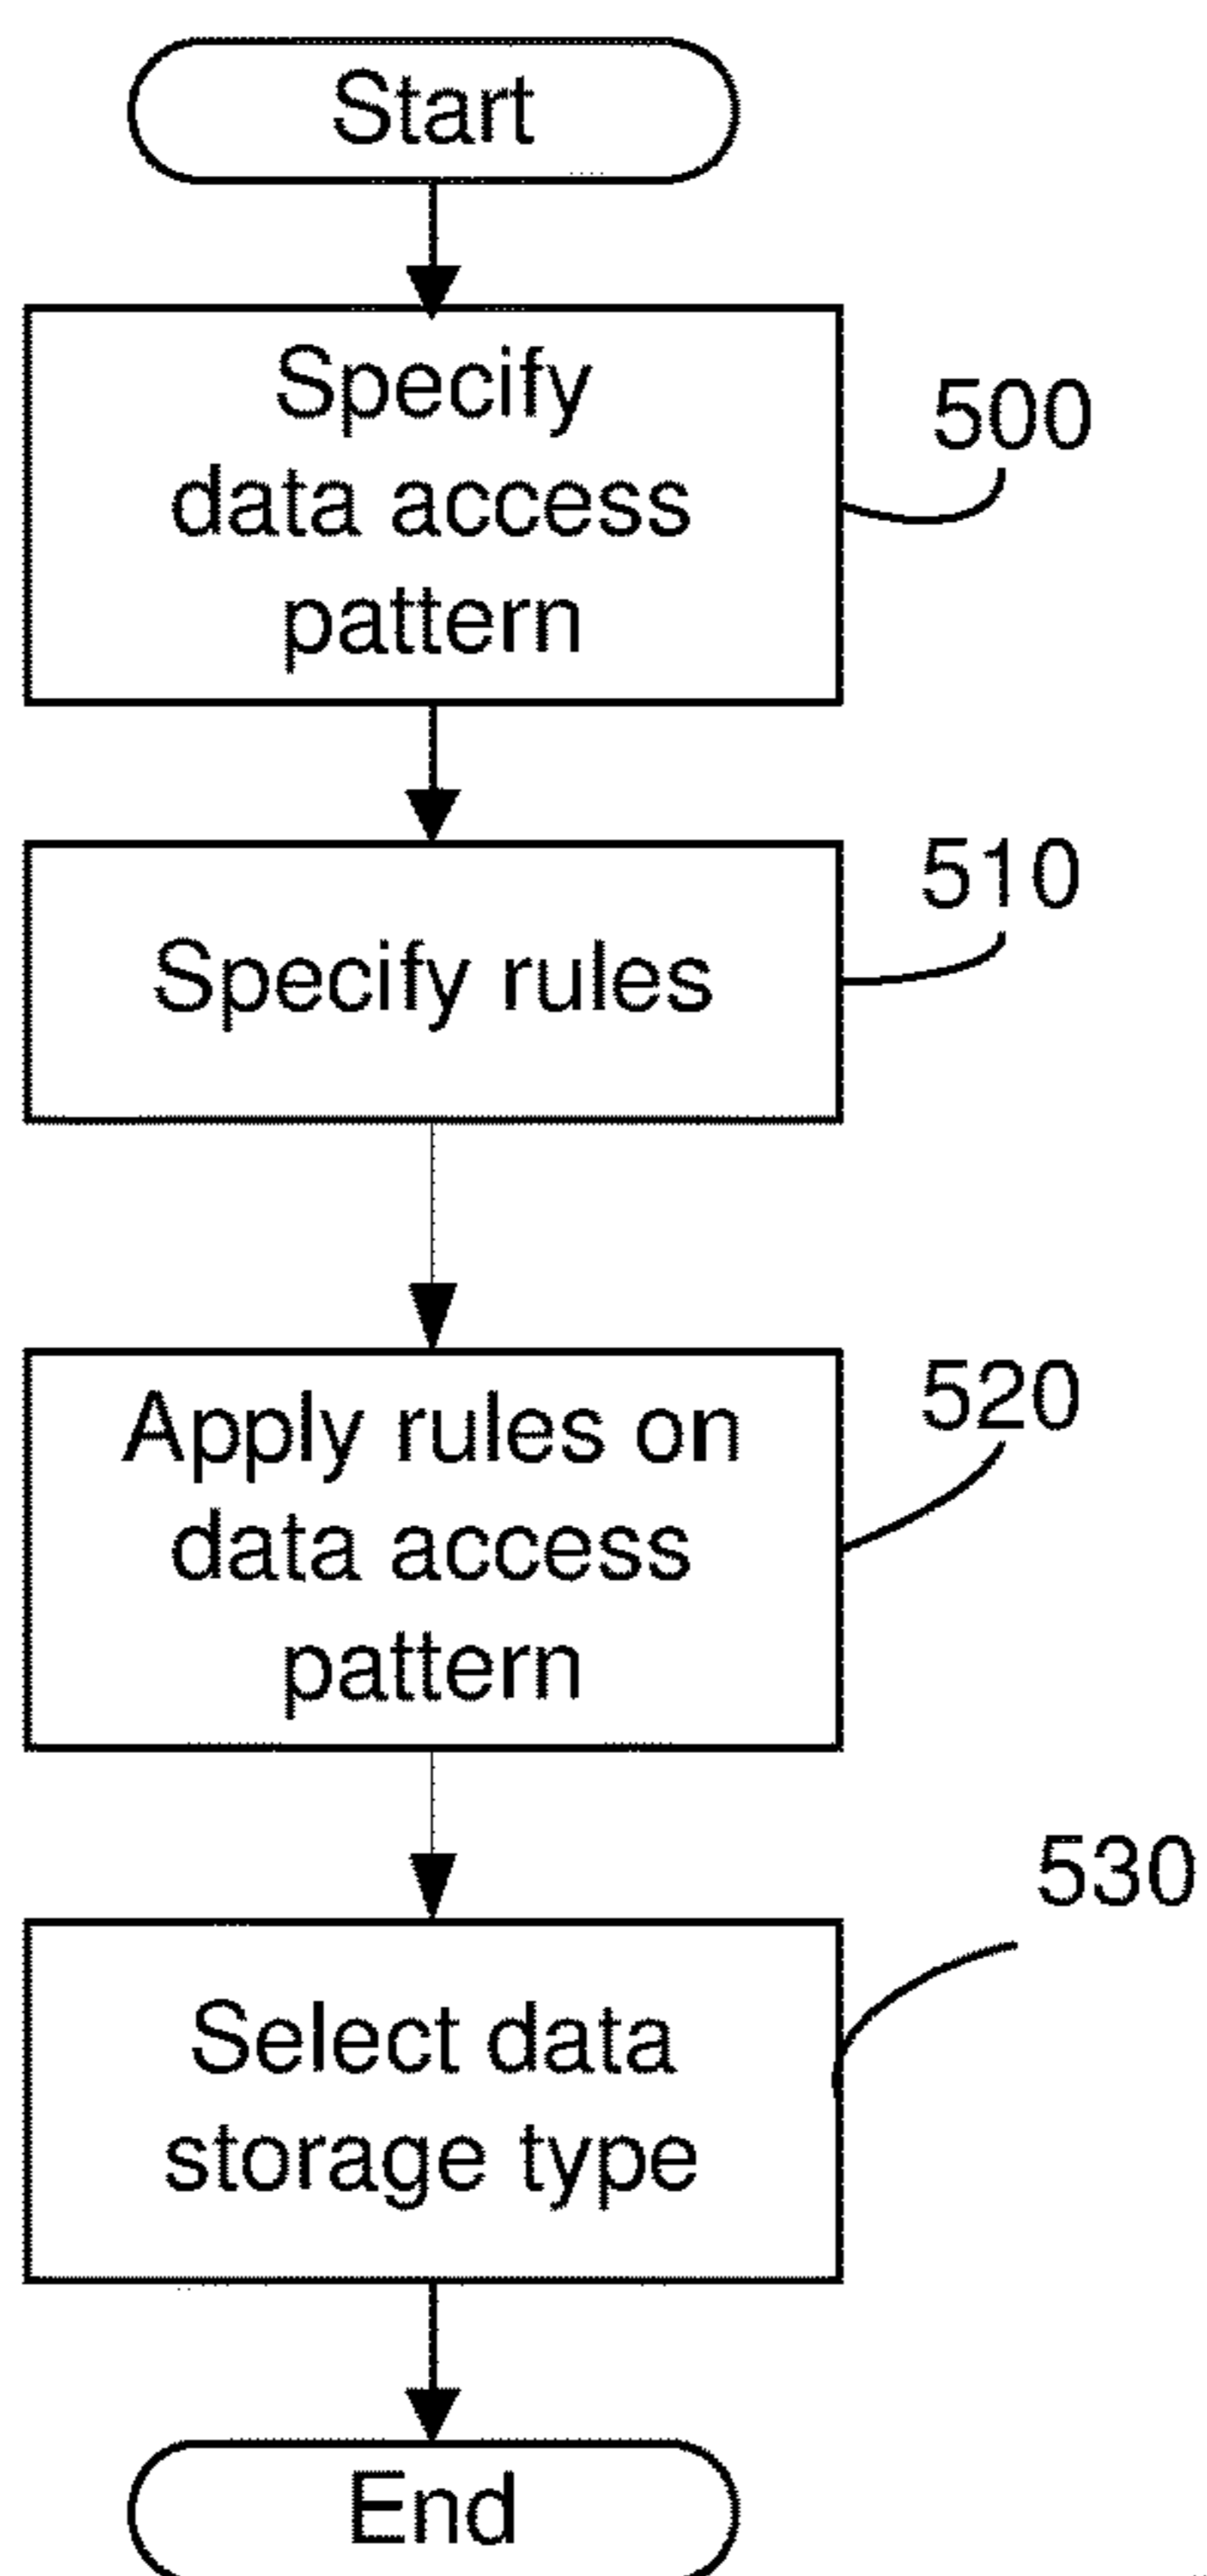 Start
Specify
data access
pattern
500
Specify rules
510
Apply rules on
data access
pattern
520
Select data
storage type
530
End